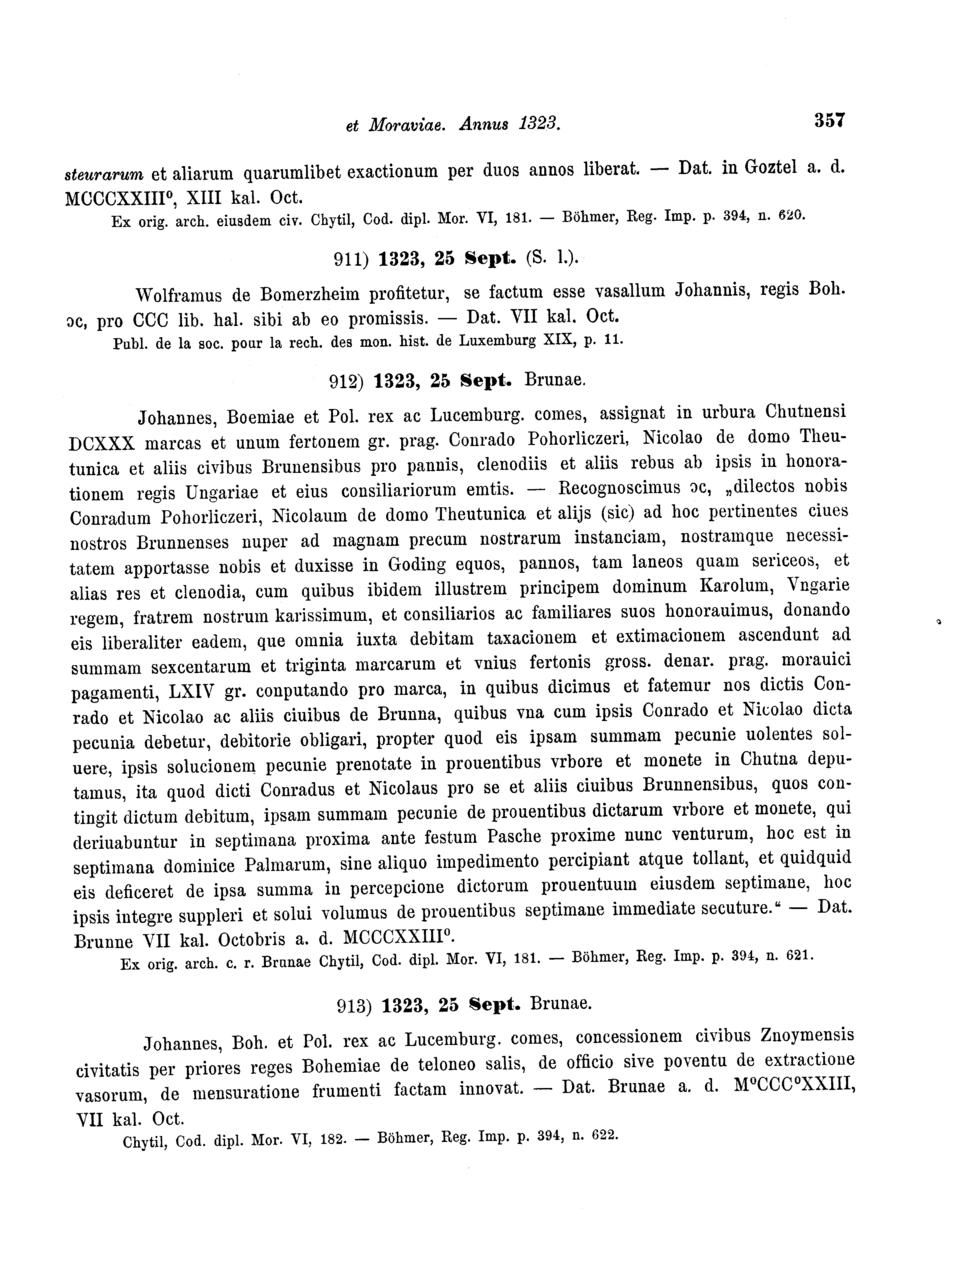 et Moraviae. Annus 1323. 357
steurarum et aliarum quarumlibet exactionum per duos annos liberat. — Dat. in Goztel a. d.
MCCCXXIII⁰, XIII kal. Oct.
Ex orig. arch. eiusdem civ. Chytil, Cod. dipl. Mor. VI, 181. — Böhmer, Reg. Imp. p. 394, n. 620.
911) 1323, 25 Sept. (S. l.).
Wolframus de Bomerzheim profitetur, se factum esse vasallum Johannis, regis Boh.
ɔc, pro CCC lib. hal. sibi ab eo promissis. — Dat. VII kal. Oct.
Publ. de la soc. pour la rech. des mon. hist. de Luxemburg XIX, p. 11.
912) 1323, 25 Sept. Brunae.
Johannes, Boemiae et Pol. rex ac Lucemburg. comes, assignat in urbura Chutnensi
DCXXX marcas et unum fertonem gr. prag. Conrado Pohorliczeri, Nicolao de domo Theu-
tunica et aliis civibus Brunensibus pro pannis, clenodiis et aliis rebus ab ipsis in honora-
tionem regis Ungariae et eius consiliariorum emtis. — Recognoscimus ɔc, „dilectos nobis
Conradum Pohorliczeri, Nicolaum de domo Theutunica et alijs (sic) ad hoc pertinentes ciues
nostros Brunnenses nuper ad magnam precum nostrarum instanciam, nostramque necessi-
tatem apportasse nobis et duxisse in Goding equos, pannos, tam laneos quam sericeos, et
alias res et clenodia, cum quibus ibidem illustrem principem dominum Karolum, Vngarie
regem, fratrem nostrum karissimum, et consiliarios ac familiares suos honorauimus, donando
eis liberaliter eadem, que omnia iuxta debitam taxacionem et extimacionem ascendunt ad
summam sexcentarum et triginta marcarum et vnius fertonis gross. denar. prag. morauici
pagamenti, LXIV gr. conputando pro marca, in quibus dicimus et fatemur nos dictis Con-
rado et Nicolao ac aliis ciuibus de Brunna, quibus vna cum ipsis Conrado et Nicolao dicta
pecunia debetur, debitorie obligari, propter quod eis ipsam summam pecunie uolentes sol-
uere, ipsis solucionem pecunie prenotate in prouentibus vrbore et monete in Chutna depu-
tamus, ita quod dicti Conradus et Nicolaus pro se et aliis ciuibus Brunnensibus, quos con-
tingit dictum debitum, ipsam summam pecunie de prouentibus dictarum vrbore et monete, qui
deriuabuntur in septimana proxima ante festum Pasche proxime nunc venturum, hoc est in
septimana dominice Palmarum, sine aliquo impedimento percipiant atque tollant, et quidquid
eis deficeret de ipsa summa in percepcione dictorum prouentuum eiusdem septimane, hoc
ipsis integre suppleri et solui volumus de prouentibus septimane immediate secuture.“ — Dat.
Brunne VII kal. Octobris a. d. MCCCXXIII⁰.
Ex orig. arch. c. r. Brunae Chytil, Cod. dipl. Mor. VI, 181. — Böhmer, Reg. Imp. p. 394, n. 621.
913) 1323, 25 Sept. Brunae.
Johannes, Boh. et Pol. rex ac Lucemburg. comes, concessionem civibus Znoymensis
civitatis per priores reges Bohemiae de teloneo salis, de officio sive poventu de extractione
vasorum, de mensuratione frumenti factam innovat. — Dat. Brunae a. d. M⁰CCC⁰XXIII,
VII kal. Oct.
Chytil, Cod. dipl. Mor. VI, 182. — Böhmer, Reg. Imp. p. 394, n. 622.